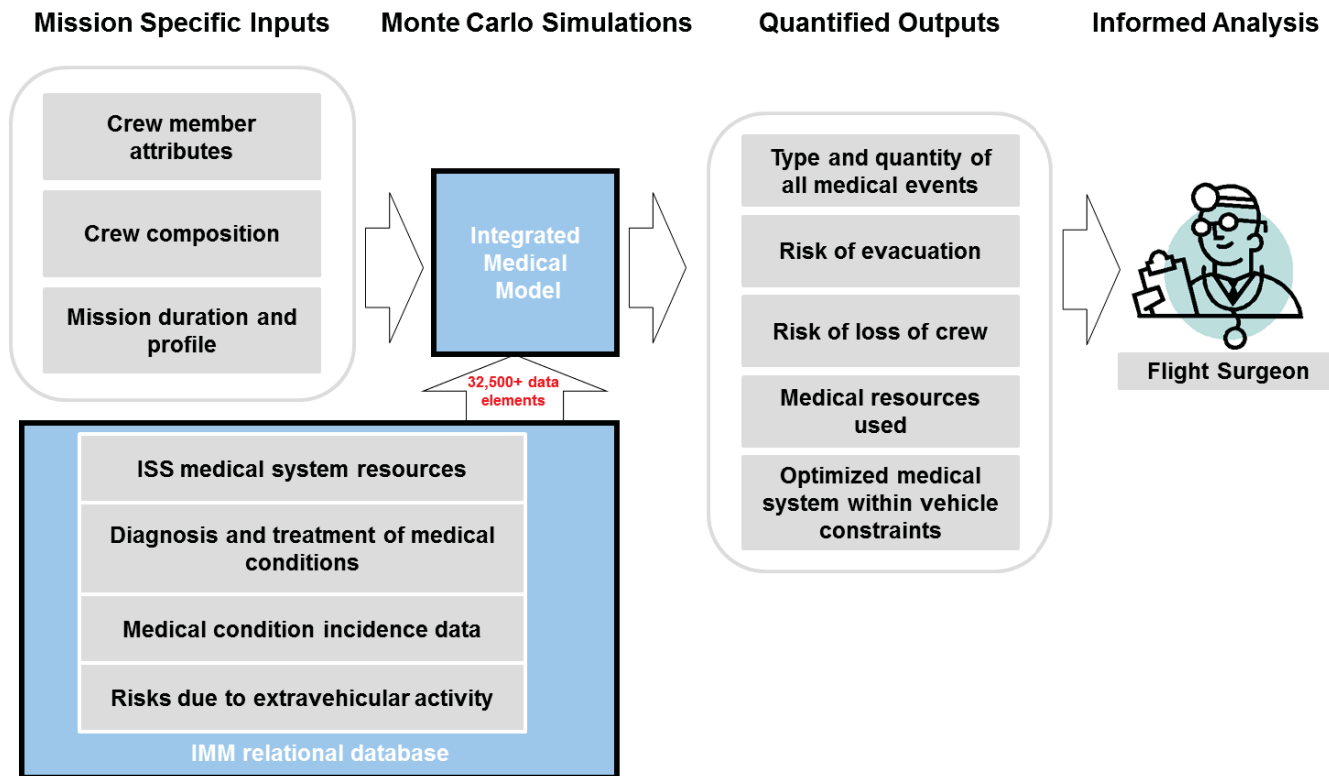 Mission Specific Inputs
Monte Carlo Simulations
Quantified Outputs
Informed Analysis
Crew member
attributes
Crew composition
Mission duration and
profile
Integrated
Medical
Model
32,500+ data
elements
ISS medical system resources
Diagnosis and treatment of medical
conditions
Medical condition incidence data
Risks due to extravehicular activity
IMM relational database
Type and quantity of
all medical events
Risk of evacuation
Risk of loss of crew
Medical resources
used
Optimized medical
system within vehicle
constraints
Flight Surgeon